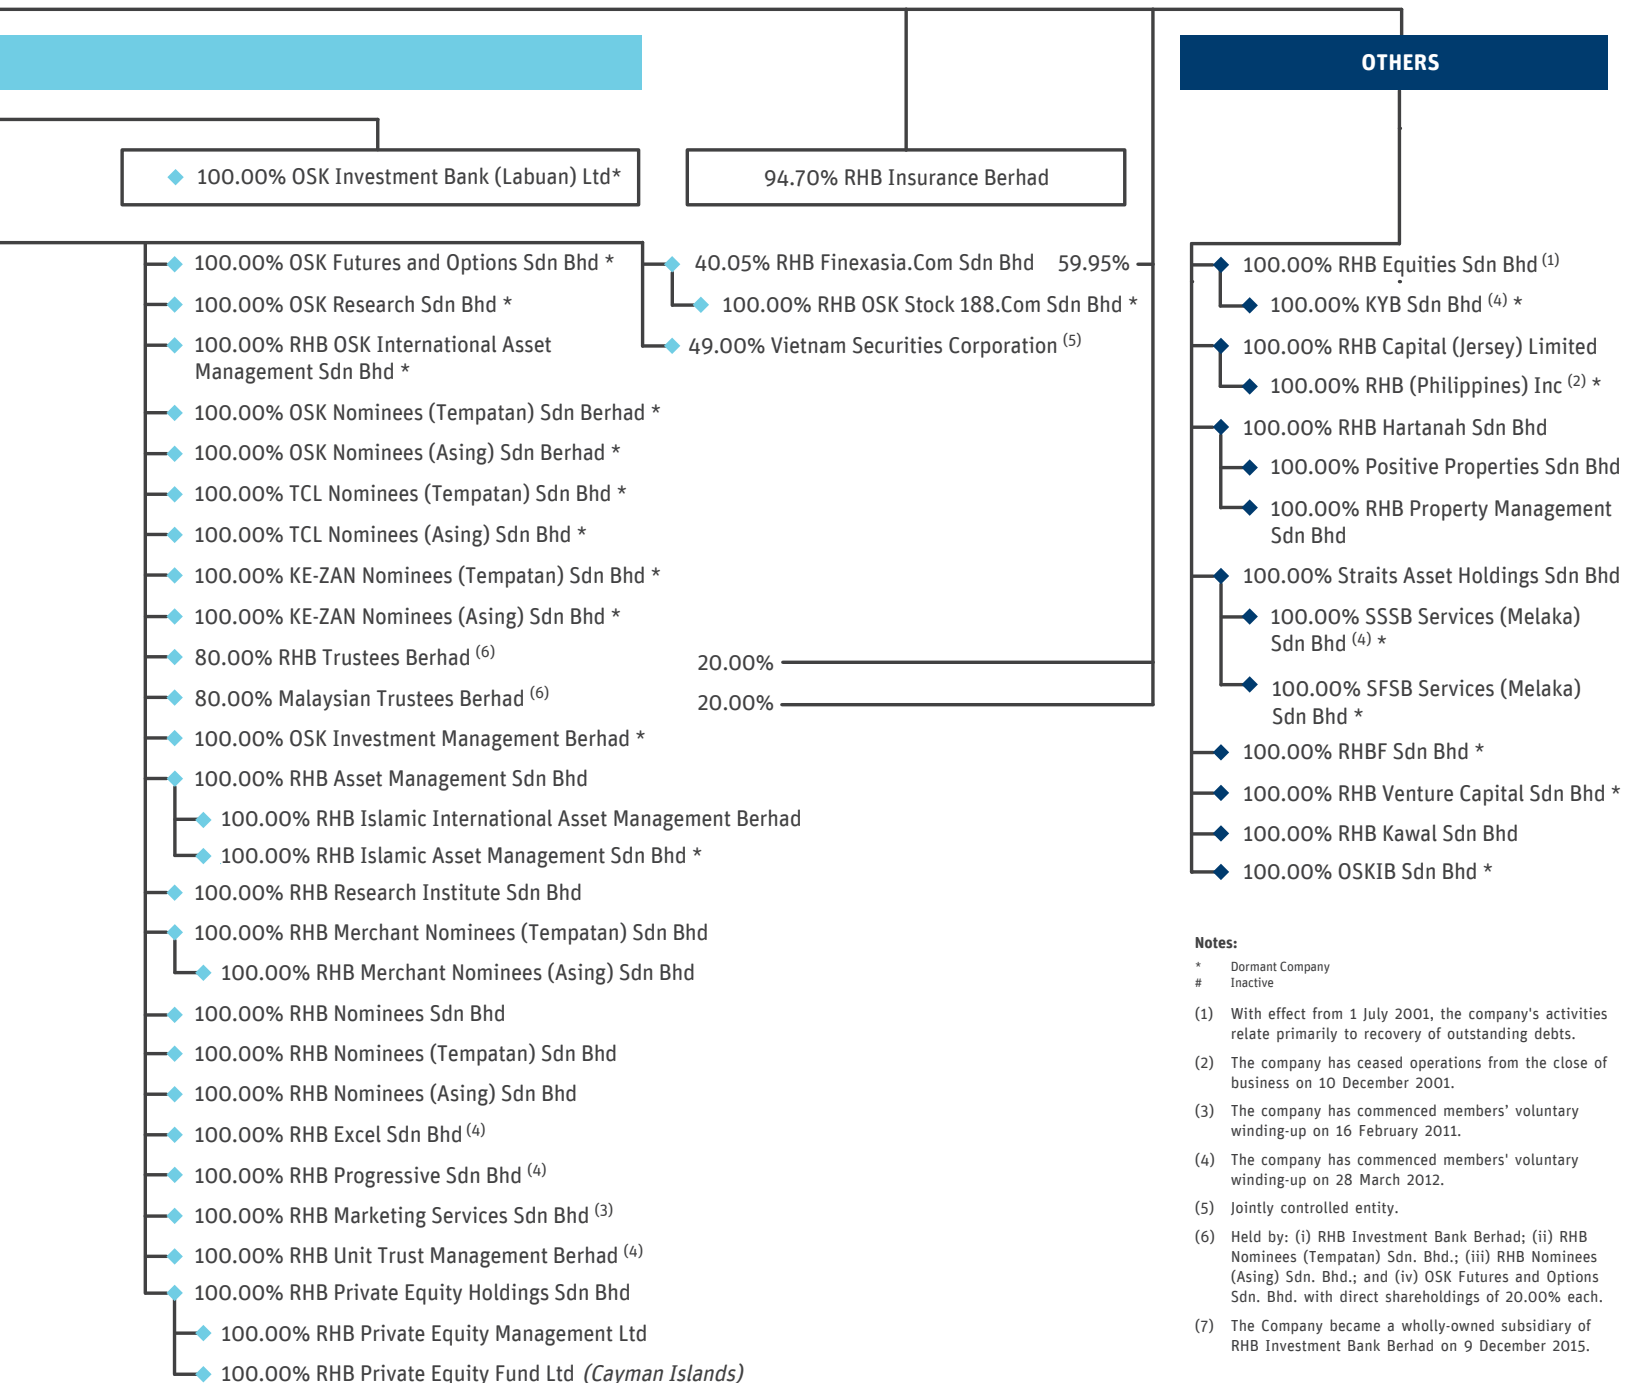 OTHERS
100.00% OSK Investment Bank (Labuan) Ltd*
94.70% RHB Insurance Berhad
100.00% OSK Futures and Options Sdn Bhd *
100.00% OSK Research Sdn Bhd *
100.00% RHB OSK International Asset
Management Sdn Bhd *
100.00% OSK Nominees (Tempatan) Sdn Berhad *
100.00% OSK Nominees (Asing) Sdn Berhad *
100.00% TCL Nominees (Tempatan) Sdn Bhd *
100.00% TCL Nominees (Asing) Sdn Bhd *
100.00% KE-ZAN Nominees (Tempatan) Sdn Bhd *
100.00% KE-ZAN Nominees (Asing) Sdn Bhd *
80.00% RHB Trustees Berhad (6)
20.00%
80.00% Malaysian Trustees Berhad (6)
20.00%
100.00% OSK Investment Management Berhad *
100.00% RHB Asset Management Sdn Bhd
100.00% RHB Islamic International Asset Management Berhad
100.00% RHB Islamic Asset Management Sdn Bhd *
100.00% RHB Research Institute Sdn Bhd
100.00% RHB Merchant Nominees (Tempatan) Sdn Bhd
100.00% RHB Merchant Nominees (Asing) Sdn Bhd
100.00% RHB Nominees Sdn Bhd
100.00% RHB Nominees (Tempatan) Sdn Bhd
100.00% RHB Nominees (Asing) Sdn Bhd
100.00% RHB Excel Sdn Bhd (4)
100.00% RHB Progressive Sdn Bhd (4)
100.00% RHB Marketing Services Sdn Bhd (3)
100.00% RHB Unit Trust Management Berhad (4)
100.00% RHB Private Equity Holdings Sdn Bhd
100.00% RHB Private Equity Management Ltd
100.00% RHB Private Equity Fund Ltd (Cayman Islands)
40.05% RHB Finexasia.Com Sdn Bhd 59.95%
100.00% RHB OSK Stock 188.Com Sdn Bhd *
49.00% Vietnam Securities Corporation (5)
100.00% RHB Equities Sdn Bhd (1)
100.00% KYB Sdn Bhd (4) *
100.00% RHB Capital (Jersey) Limited
100.00% RHB (Philippines) Inc (2) *
100.00% RHB Hartanah Sdn Bhd
100.00% Positive Properties Sdn Bhd
100.00% RHB Property Management
Sdn Bhd
100.00% Straits Asset Holdings Sdn Bhd
100.00% SSSB Services (Melaka)
Sdn Bhd (4) *
100.00% SFSB Services (Melaka)
Sdn Bhd *
100.00% RHBF Sdn Bhd *
100.00% RHB Venture Capital Sdn Bhd *
100.00% RHB Kawal Sdn Bhd
100.00% OSKIB Sdn Bhd *
Notes:
* Dormant Company
# Inactive
(1) With effect from 1 July 2001, the company's activities
relate primarily to recovery of outstanding debts.
(2) The company has ceased operations from the close of
business on 10 December 2001.
(3) The company has commenced members’ voluntary
winding-up on 16 February 2011.
(4) The company has commenced members' voluntary
winding-up on 28 March 2012.
(5) Jointly controlled entity.
(6) Held by: (i) RHB Investment Bank Berhad; (ii) RHB
Nominees (Tempatan) Sdn. Bhd.; (iii) RHB Nominees
(Asing) Sdn. Bhd.; and (iv) OSK Futures and Options
Sdn. Bhd. with direct shareholdings of 20.00% each.
(7) The Company became a wholly-owned subsidiary of
RHB Investment Bank Berhad on 9 December 2015.